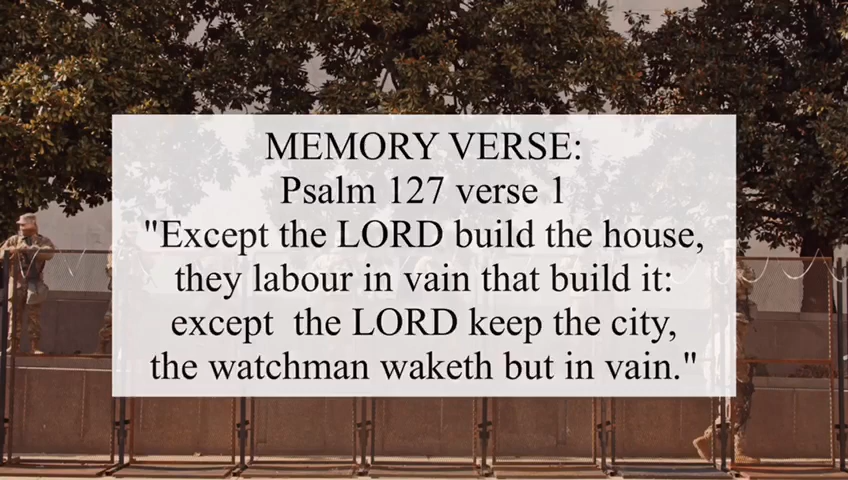 MEMORY VERSE:
Psalm 127 verse 1
"Except the LORD build the house,
they labour in vain that build it:
except  the LORD keep the city,
the watchman waketh but in vain."